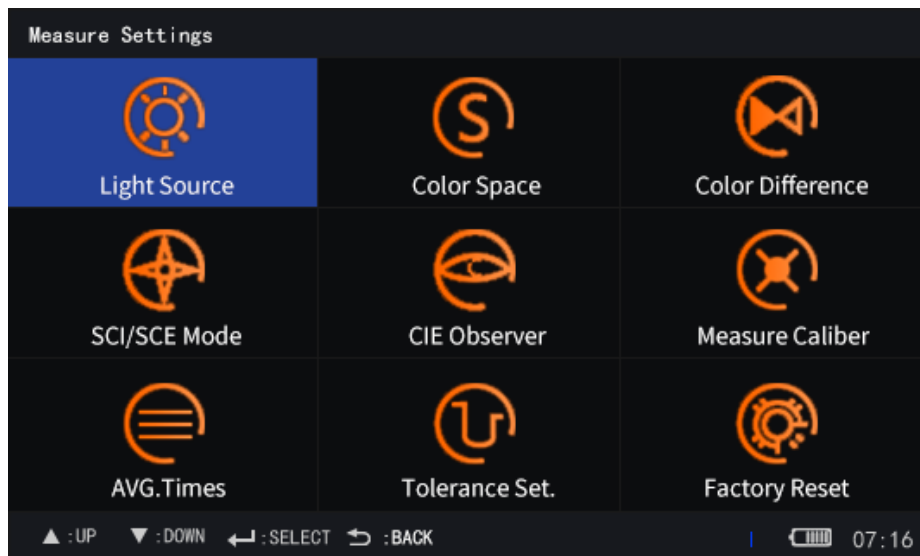 Measure Settings
Light Source
Color Space
Color Difference
SCI/SCE Mode
CIE Observer
Measure Caliber
AVG.Times
Tolerance Set.
Factory Reset
▲ :UP ▼ :DOWN ↵ :SELECT ⮌ :BACK 07:16